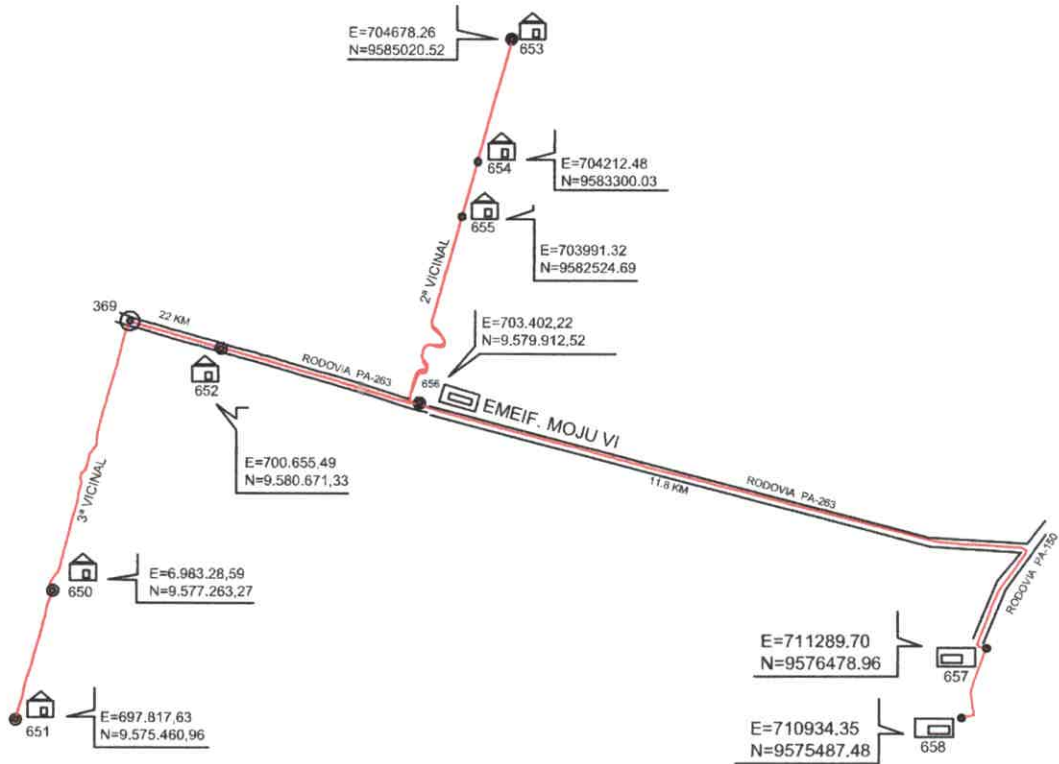 E=704678.26
N=9585020.52
653
654
E=704212.48
N=9583300.03
655
E=703991.32
N=9582524.69
2ª VICINAL
369
22 KM
RODOVIA PA-263
652
E=703.402,22
N=9.579.912,52
656
EMEIF. MOJU VI
E=700.655,49
N=9.580.671,33
11.8 KM
RODOVIA PA-263
3ª VICINAL
RODOVIA PA-150
650
E=6.983.28,59
N=9.577.263,27
E=711289.70
N=9576478.96
657
651
E=697.817,63
N=9.575.460,96
E=710934.35
N=9575487.48
658